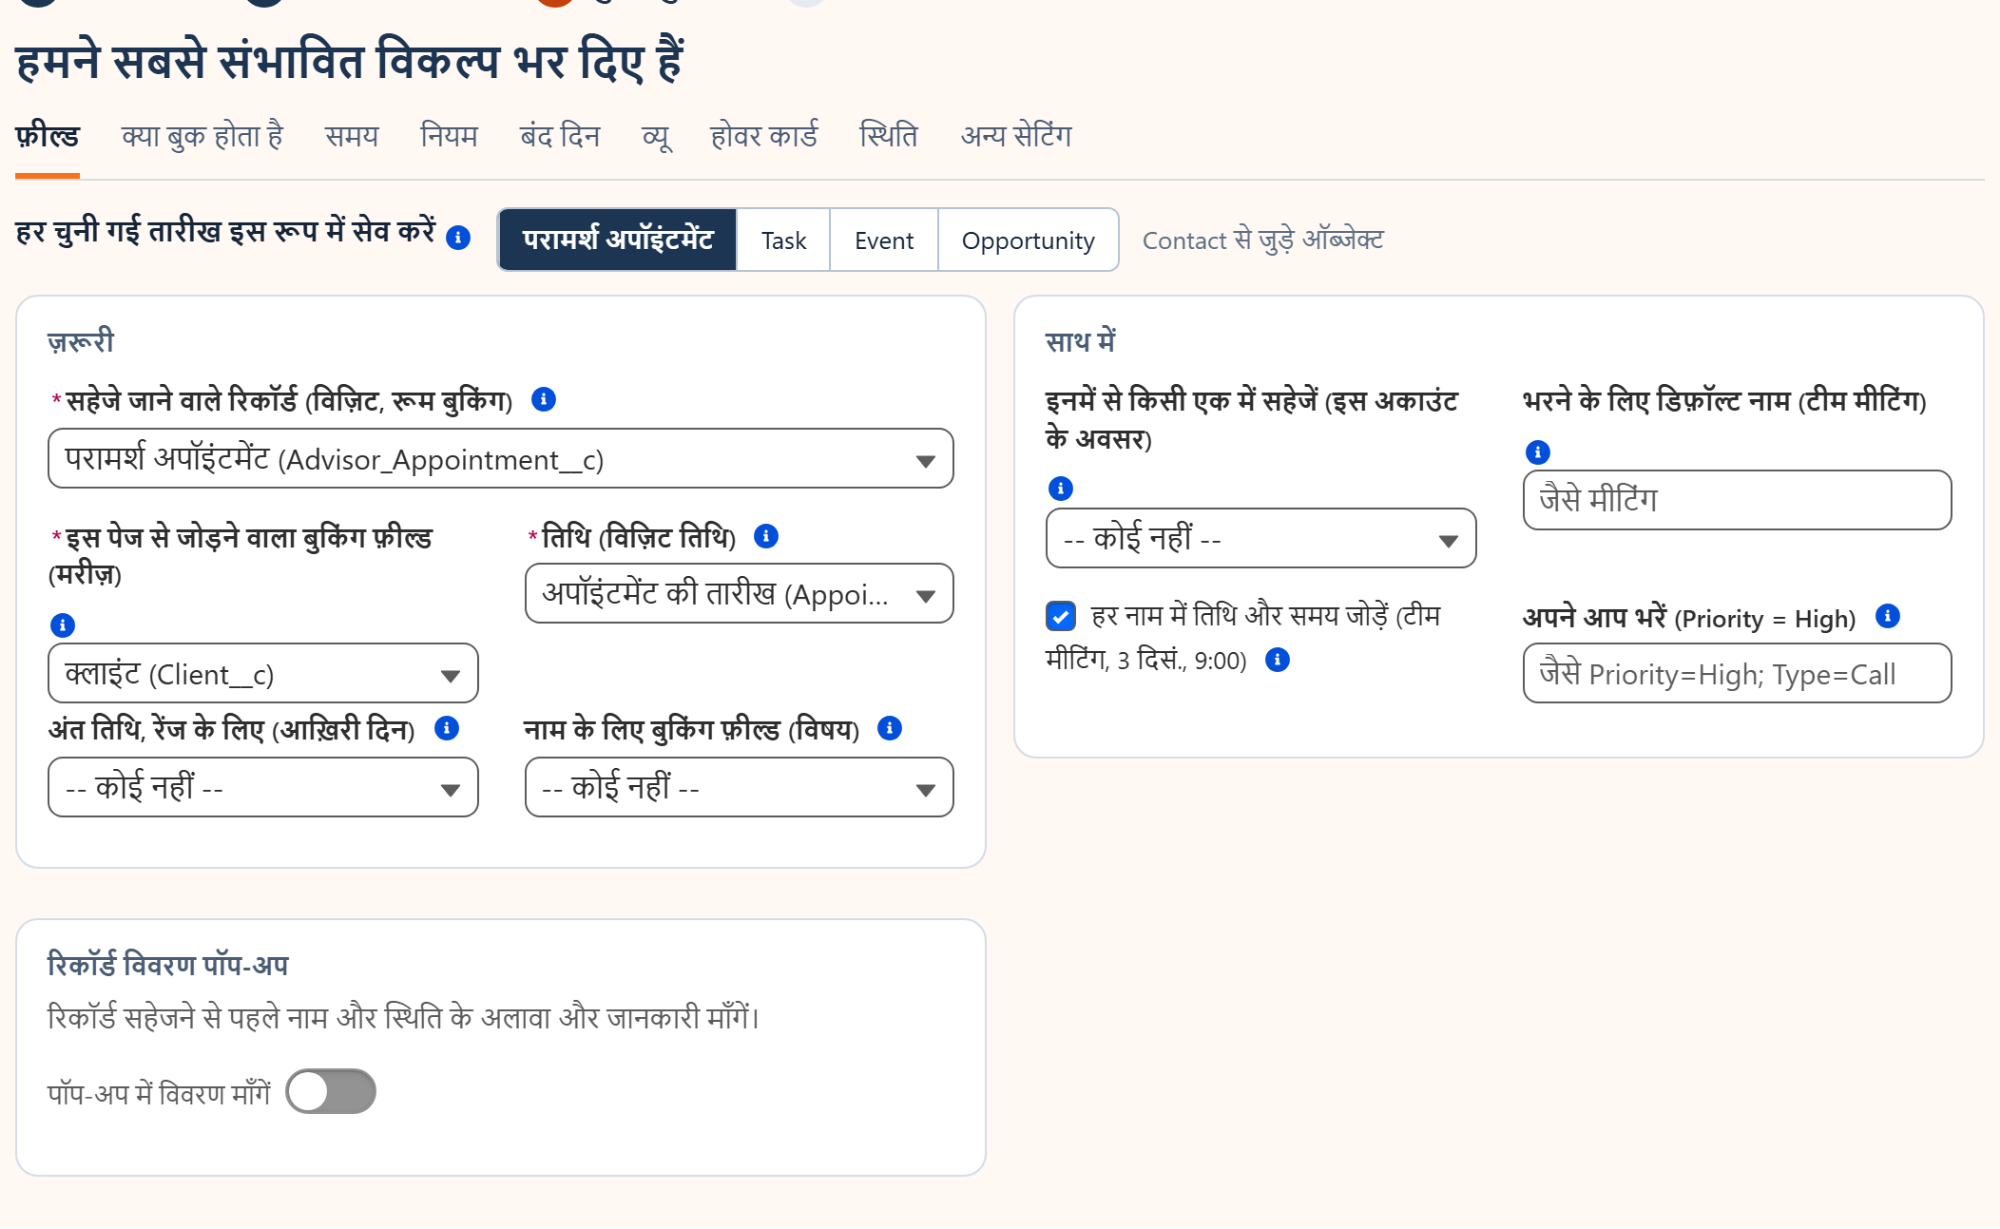 हमने सबसे संभावित विकल्प भर दिए हैं
फ़ील्ड क्या बुक होता है समय नियम बंद दिन व्यू होवर कार्ड स्थिति अन्य सेटिंग
हर चुनी गई तारीख इस रूप में सेव करें परामर्श अपॉइंटमेंट Task Event Opportunity Contact से जुड़े ऑब्जेक्ट
ज़रूरी
*सहेजे जाने वाले रिकॉर्ड (विज़िट, रूम बुकिंग)
परामर्श अपॉइंटमेंट (Advisor_Appointment__c)
*इस पेज से जोड़ने वाला बुकिंग फ़ील्ड
(मरीज़)
क्लाइंट (Client__c)
*तिथि (विज़िट तिथि)
अपॉइंटमेंट की तारीख (Appoi...
अंत तिथि, रेंज के लिए (आख़िरी दिन)
-- कोई नहीं --
नाम के लिए बुकिंग फ़ील्ड (विषय)
-- कोई नहीं --
साथ में
इनमें से किसी एक में सहेजें (इस अकाउंट
के अवसर)
-- कोई नहीं --
भरने के लिए डिफ़ॉल्ट नाम (टीम मीटिंग)
जैसे मीटिंग
हर नाम में तिथि और समय जोड़ें (टीम
मीटिंग, 3 दिसं., 9:00)
अपने आप भरें (Priority = High)
जैसे Priority=High; Type=Call
रिकॉर्ड विवरण पॉप-अप
रिकॉर्ड सहेजने से पहले नाम और स्थिति के अलावा और जानकारी माँगें।
पॉप-अप में विवरण माँगें